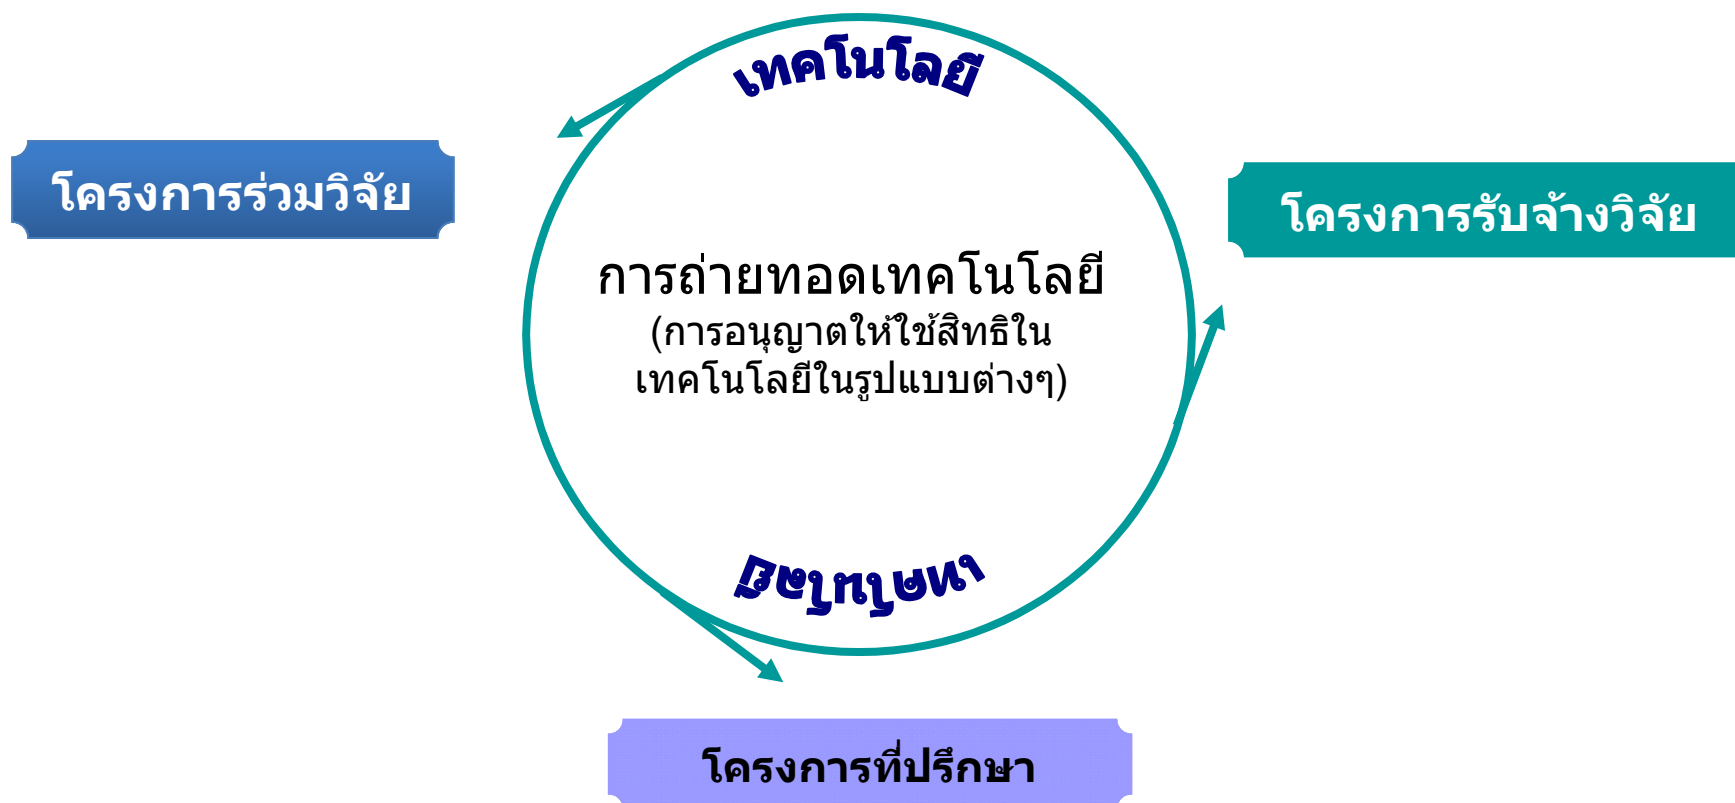 เทคโนโลยี
โครงการร่วมวิจัย
โครงการรับจ้างวิจัย
การถ่ายทอดเทคโนโลยี
(การอนุญาตให้ใช้สิทธิใน
เทคโนโลยีในรูปแบบต่างๆ)
เทคโนโลยี
โครงการที่ปรึกษา